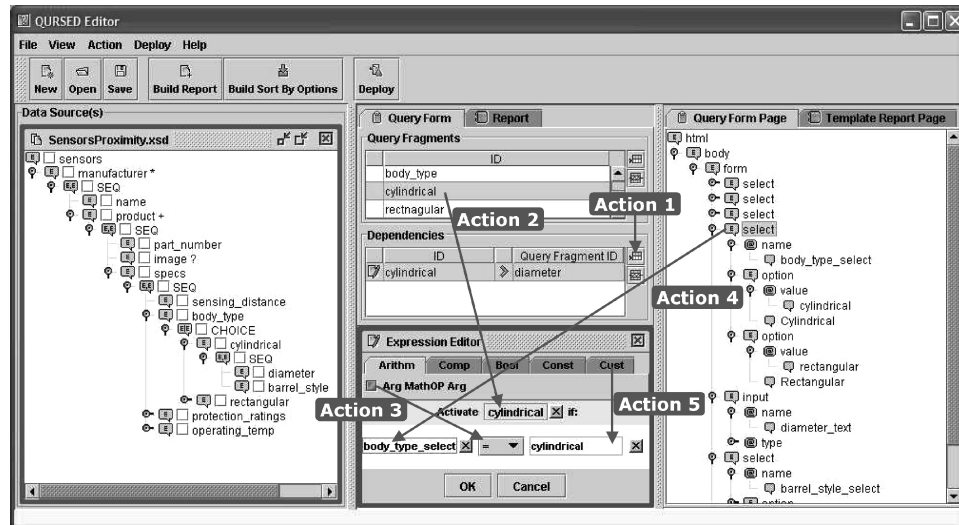 QURSED Editor
File View Action Deploy Help
New Open Save Build Report Build Sort By Options Deploy
Data Source(s)
SensorsProximity.xsd
sensors
manufacturer *
SEQ
name
product +
SEQ
part_number
image ?
specs
SEQ
sensing_distance
body_type
CHOICE
cylindrical
SEQ
diameter
barrel_style
rectangular
protection_ratings
operating_temp
Query Form Report
Query Fragments
ID
body_type
cylindrical
rectnagular
Action 1
Action 2
Dependencies
ID Query Fragment ID
cylindrical diameter
Action 4
Expression Editor
Arithm Comp Bool Const Cust
Arg MathOP Arg
Action 3
Activate cylindrical if:
Action 5
body_type_select = cylindrical
OK Cancel
Query Form Page Template Report Page
html
body
form
select
select
select
select
name
body_type_select
option
value
cylindrical
Cylindrical
option
value
rectangular
Rectangular
input
name
diameter_text
type
select
name
barrel_style_select
option